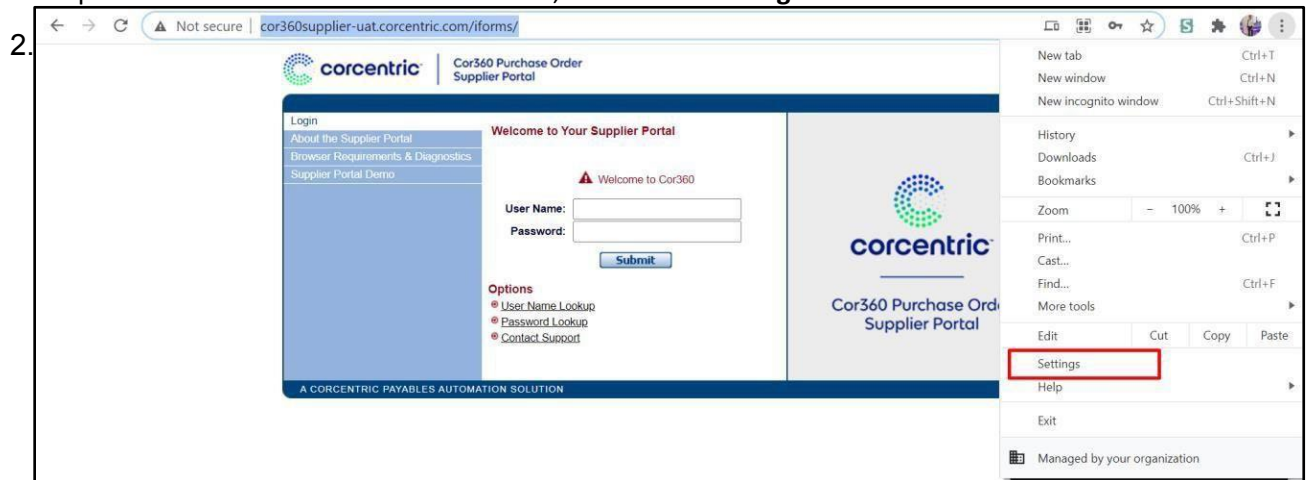 2.
Not secure | cor360supplier-uat.corcentric.com/iforms/
corcentric
Cor360 Purchase Order
Supplier Portal
Login
About the Supplier Portal
Browser Requirements & Diagnostics
Supplier Portal Demo
Welcome to Your Supplier Portal
Welcome to Cor360
User Name:
Password:
Submit
Options
User Name Lookup
Password Lookup
Contact Support
corcentric
Cor360 Purchase Ord
Supplier Portal
A CORCENTRIC PAYABLES AUTOMATION SOLUTION
New tab Ctrl+T
New window Ctrl+N
New incognito window Ctrl+Shift+N
History
Downloads Ctrl+J
Bookmarks
Zoom - 100% +
Print... Ctrl+P
Cast...
Find... Ctrl+F
More tools
Edit Cut Copy Paste
Settings
Help
Exit
Managed by your organization